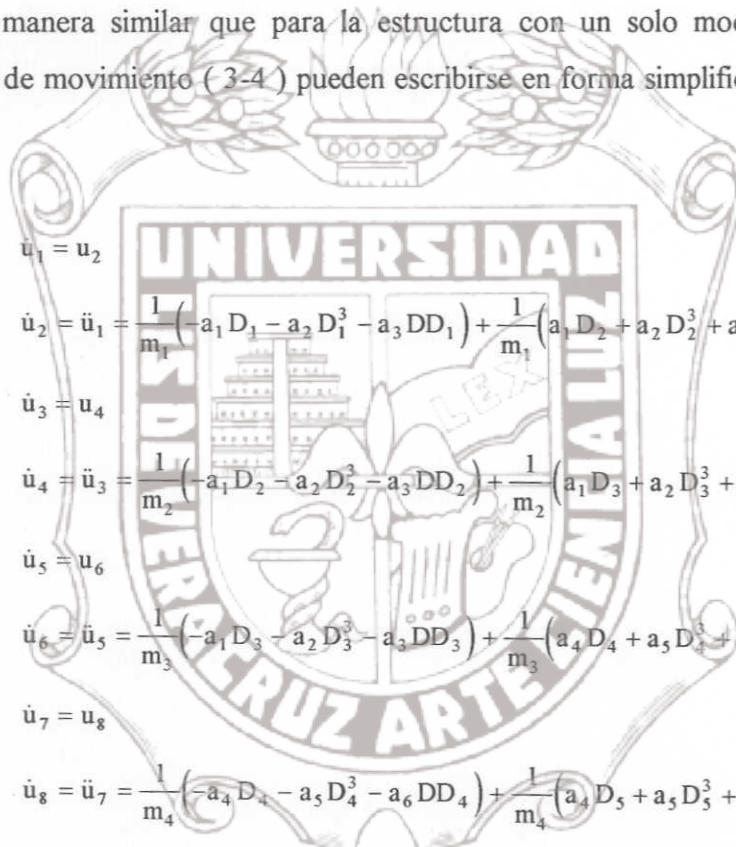 manera similar que para la estructura con un solo
de movimiento ( 3-4 ) pueden escribirse en forma
u̇₁ = u₂
UNIVERSIDAD
u̇₂ = ü₁ = 1/m₁ (-a₁ D₁ - a₂ D₁³ - a₃ DD₁) + 1/m₁ (a₁ D₂ + a₂ D₂³ + a
u̇₃ = u₄
LEX
u̇₄ = ü₃ = 1/m₂ (-a₁ D₂ - a₂ D₂³ - a₃ DD₂) + 1/m₂ (a₁ D₃ + a₂ D₃³ +
u̇₅ = u₆
u̇₆ = ü₅ = 1/m₃ (-a₁ D₃ - a₂ D₃³ - a₃ DD₃) + 1/m₃ (a₄ D₄ + a₅ D₄³ +
VERACRUZ ARTE CIENCIA LUZ
u̇₇ = u₈
u̇₈ = ü₇ = 1/m₄ (-a₄ D₄ - a₅ D₄³ - a₆ DD₄) + 1/m₄ (a₄ D₅ + a₅ D₅³ +